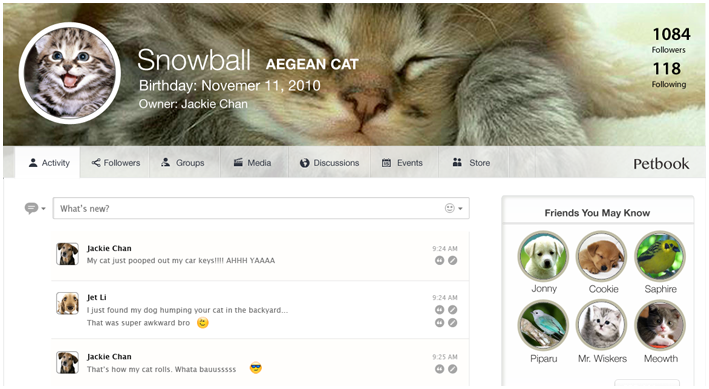 Snowball AEGEAN CAT
Birthday: Novemer 11, 2010
Owner: Jackie Chan
1084
Followers
118
Following
Activity Followers Groups Media Discussions Events Store Petbook
What's new?
Jackie Chan 9:24 AM
My cat just pooped out my car keys!!!! AHHH YAAAA
Jet Li 9:24 AM
I just found my dog humping your cat in the backyard...
That was super awkward bro
Jackie Chan 9:25 AM
That's how my cat rolls. Whata bauusssss
Friends You May Know
Jonny Cookie Saphire
Piparu Mr. Wiskers Meowth